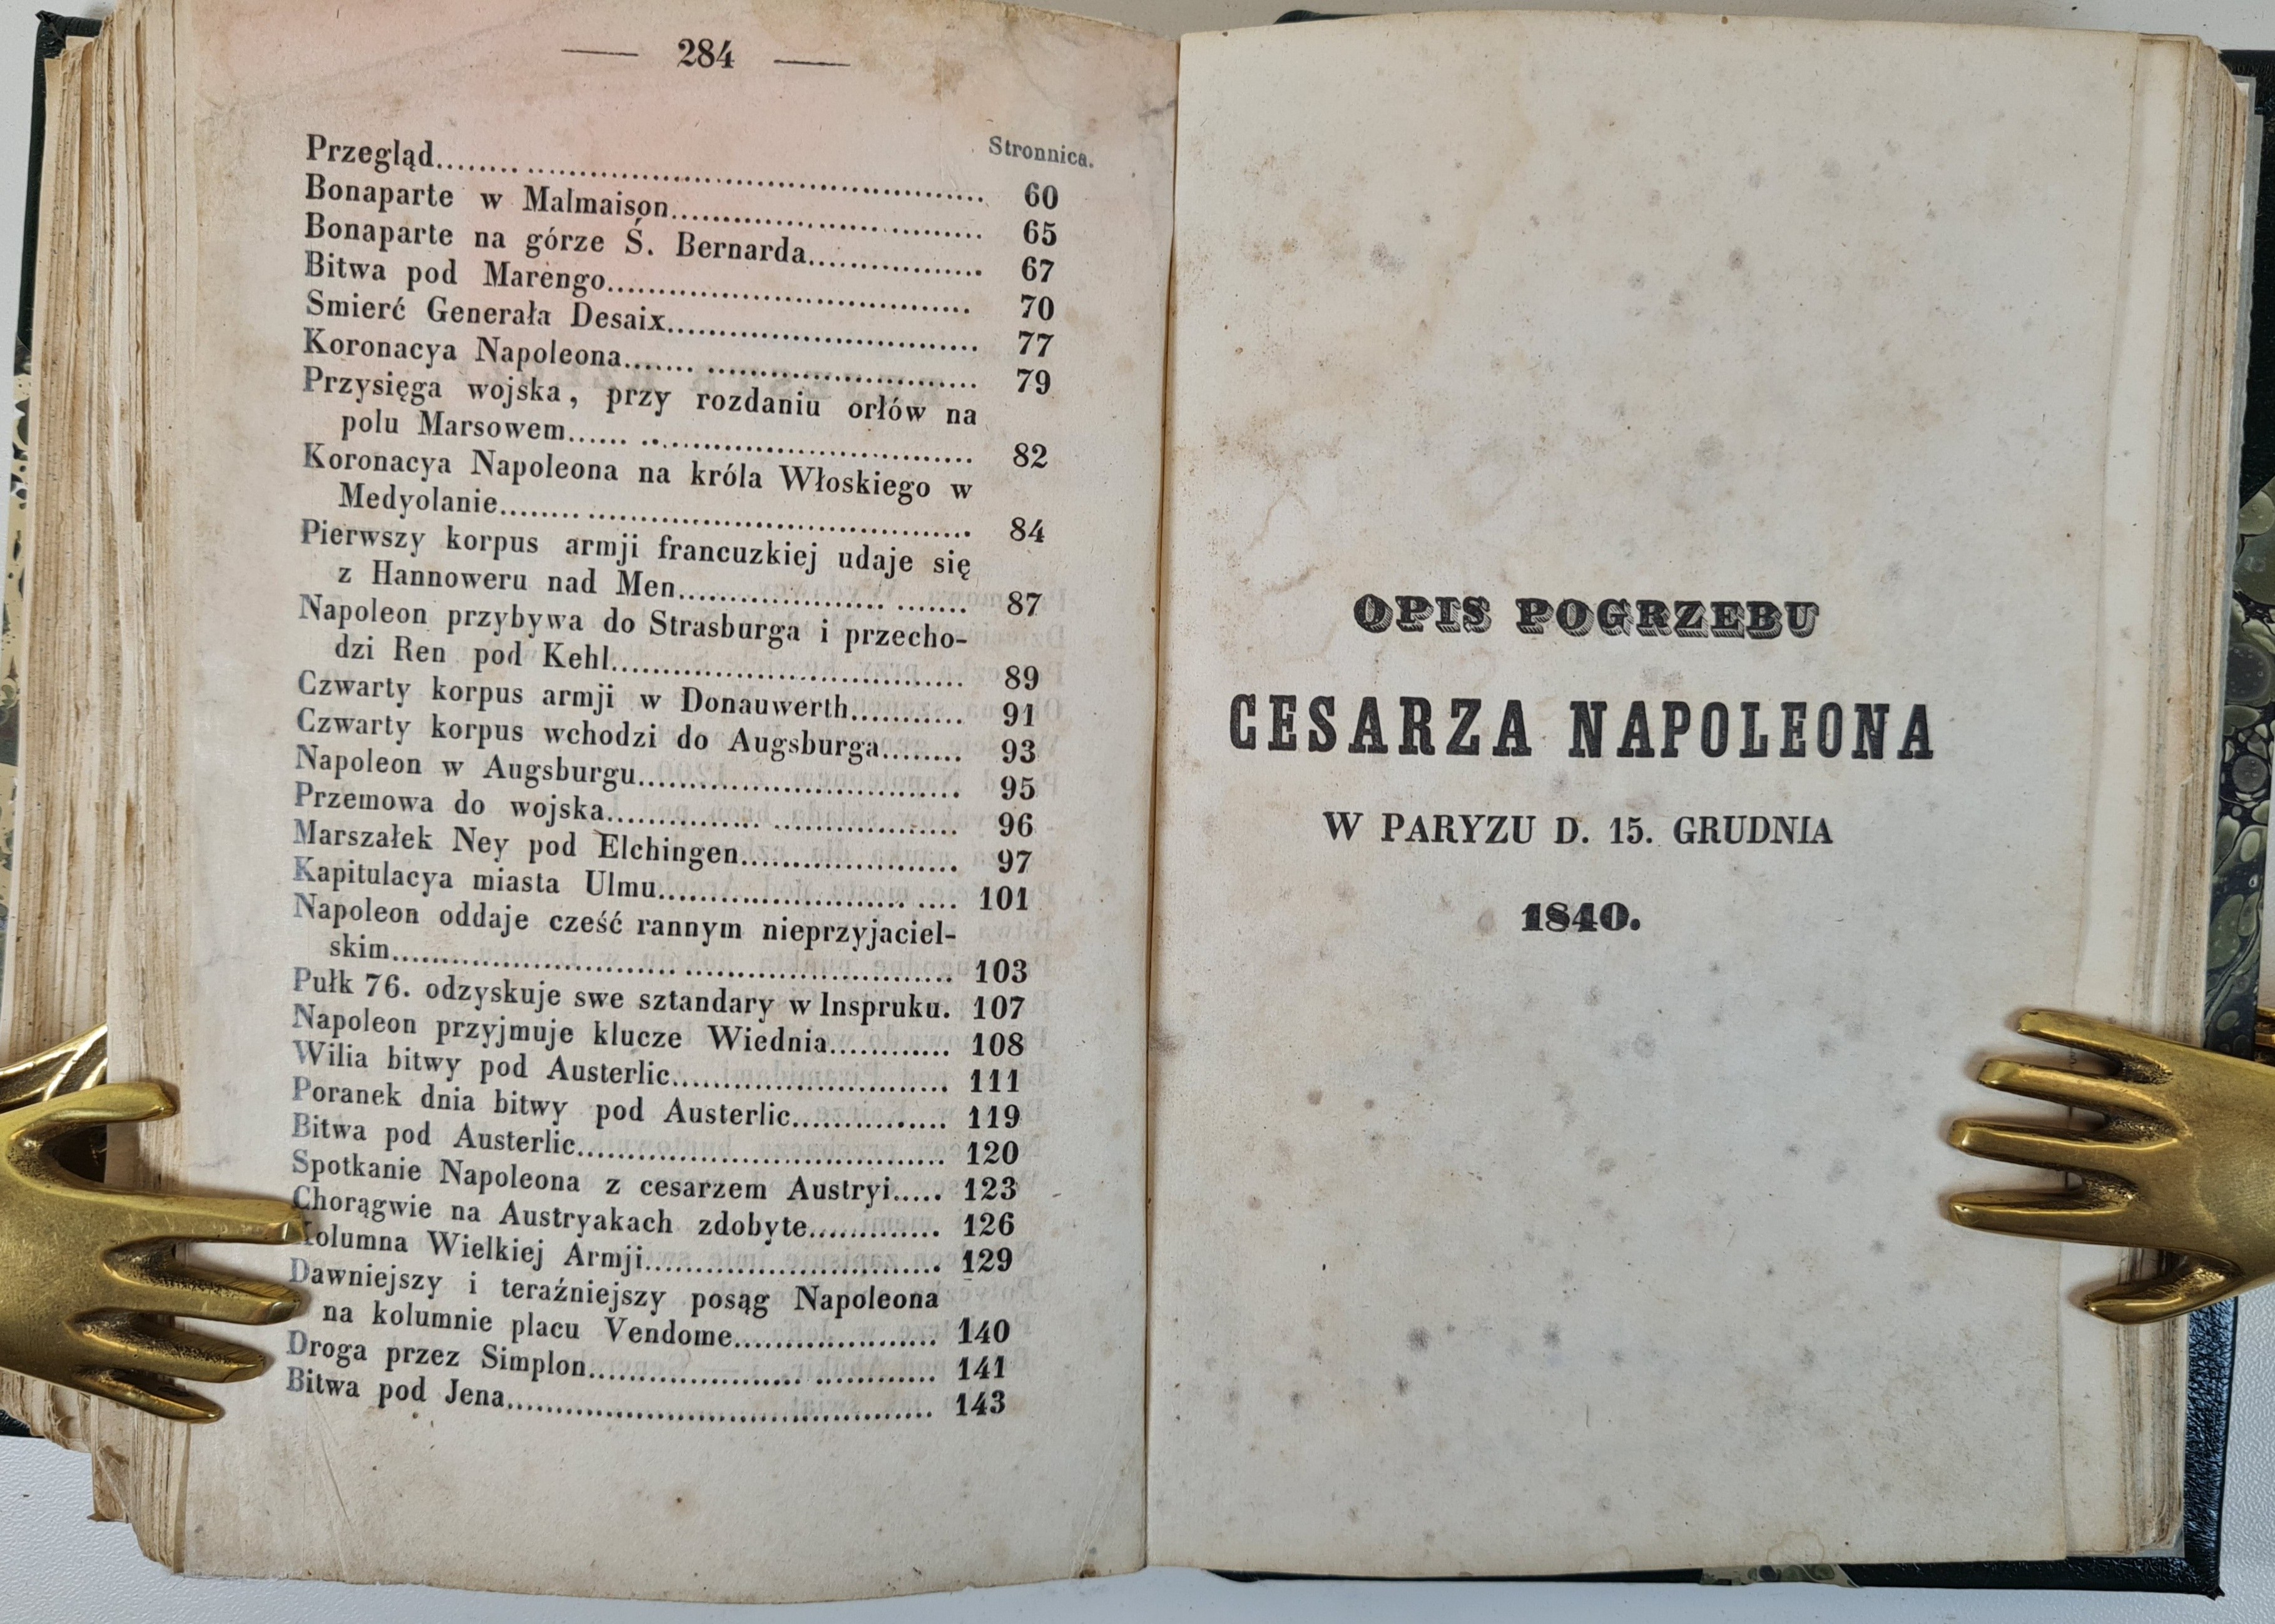 — 284 —
Stronnica.
Przegląd........ ............................................. 60
Bonaparte w Malmaison............................. 65
Bonaparte na górze Ś. Bernarda................. 67
Bitwa pod Marengo................................... 70
Smierć Generała Desaix............................... 77
Koronacya Napoleona....... .......................... 79
Przysięga wojska, przy rozdaniu orłów na
polu Marsowem...... ................................ 82
Koronacya Napoleona na króla Włoskiego w
Medyolanie........ ..................................... 84
Pierwszy korpus armji francuzkiej udaje się
z Hannoweru nad Men.................... ....... 87
Napoleon przybywa do Strasburga i przecho-
dzi Ren pod Kehl.................................... 89
Czwarty korpus armji w Donauwerth........... 91
Czwarty korpus wchodzi do Augsburga........ 93
Napoleon w Augsburgu................................ 95
Przemowa do wojska............... .................. 96
Marszałek Ney pod Elchingen..................... 97
Kapitulacya miasta Ulmu........................ .... 101
Napoleon oddaje cześć rannym nieprzyjaciel-
skim............................ .......................... 103
Pułk 76. odzyskuje swe sztandary w Inspruku. 107
Napoleon przyjmuje klucze Wiednia............ 108
Wilia bitwy pod Austerlic........................... 111
Poranek dnia bitwy pod Austerlic............... 119
Bitwa pod Austerlic.................................... 120
Spotkanie Napoleona z cesarzem Austryi..... 123
Chorągwie na Austryakach zdobyte............. 126
Kolumna Wielkiej Armji.............................. 129
Dawniejszy i teraźniejszy posąg Napoleona
na kolumnie placu Vendome.................... 140
Droga przez Simplon..................... ............ 141
Bitwa pod Jena.......................................... 143
OPIS POGRZEBU
CESARZA NAPOLEONA
W PARYZU D. 15. GRUDNIA
1840.